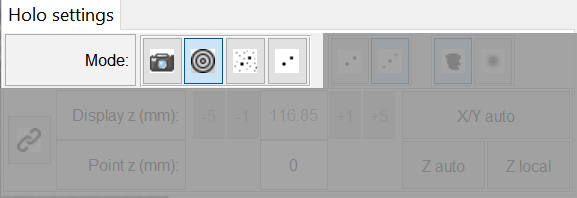 Holo settings
Mode:
Display z (mm): -5 -1 116.85 +1 +5 X/Y auto
Point z (mm): 0 Z auto Z local